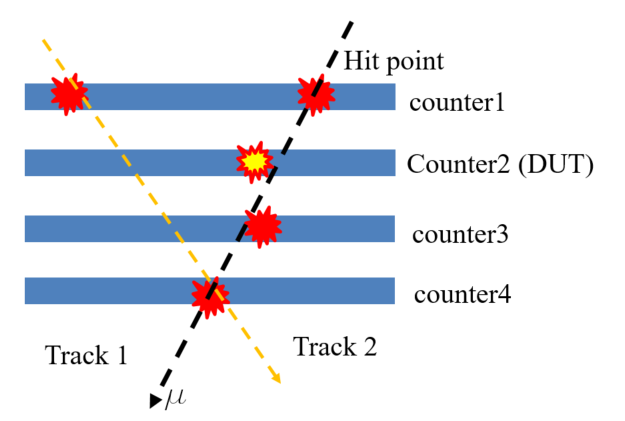 Hit point
counter1
Counter2 (DUT)
counter3
counter4
Track 1
Track 2
μ